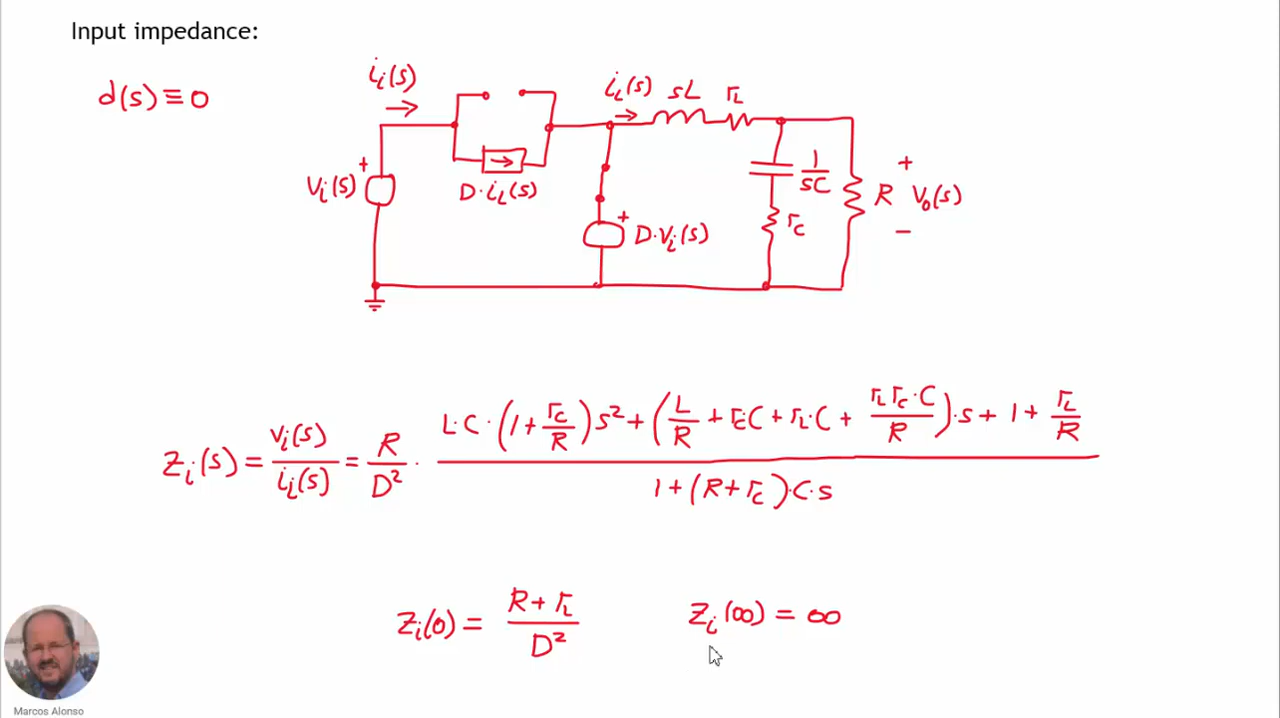 Input impedance:
d(s) ≡ 0
i_i(s)
i_L(s) sL r_L
+
V_i(s)
D·i_L(s)
+
D·V_i(s)
1/sC
r_C
+
R V_o(s)
−
Z_i(s) = V_i(s)/i_i(s) = R/D² · (L·C·(1 + r_C/R)s² + (L/R + r_C C + r_L·C + r_L r_C·C/R)·s + 1 + r_L/R) / (1 + (R + r_C)·C·s)
Z_i(0) = (R + r_L)/D² Z_i(∞) = ∞
Marcos Alonso